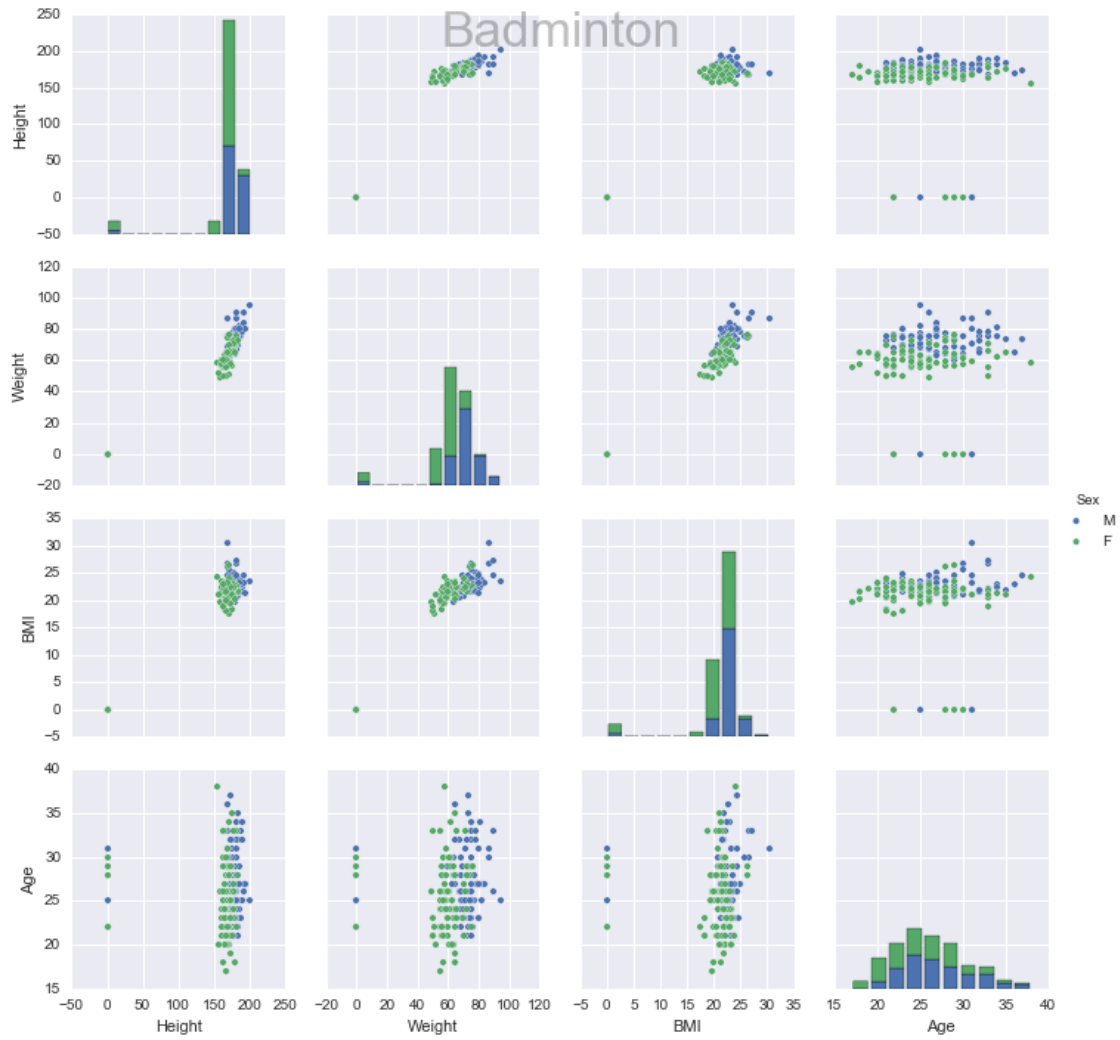 Badminton
250
200
150
100
50
0
−50
Height
120
100
80
60
40
20
0
−20
Weight
35
30
25
20
15
10
5
0
−5
BMI
Sex
M
F
40
35
30
25
20
15
Age
−50 0 50 100 150 200 250
Height
−20 0 20 40 60 80 100 120
Weight
−5 0 5 10 15 20 25 30 35
BMI
15 20 25 30 35 40
Age